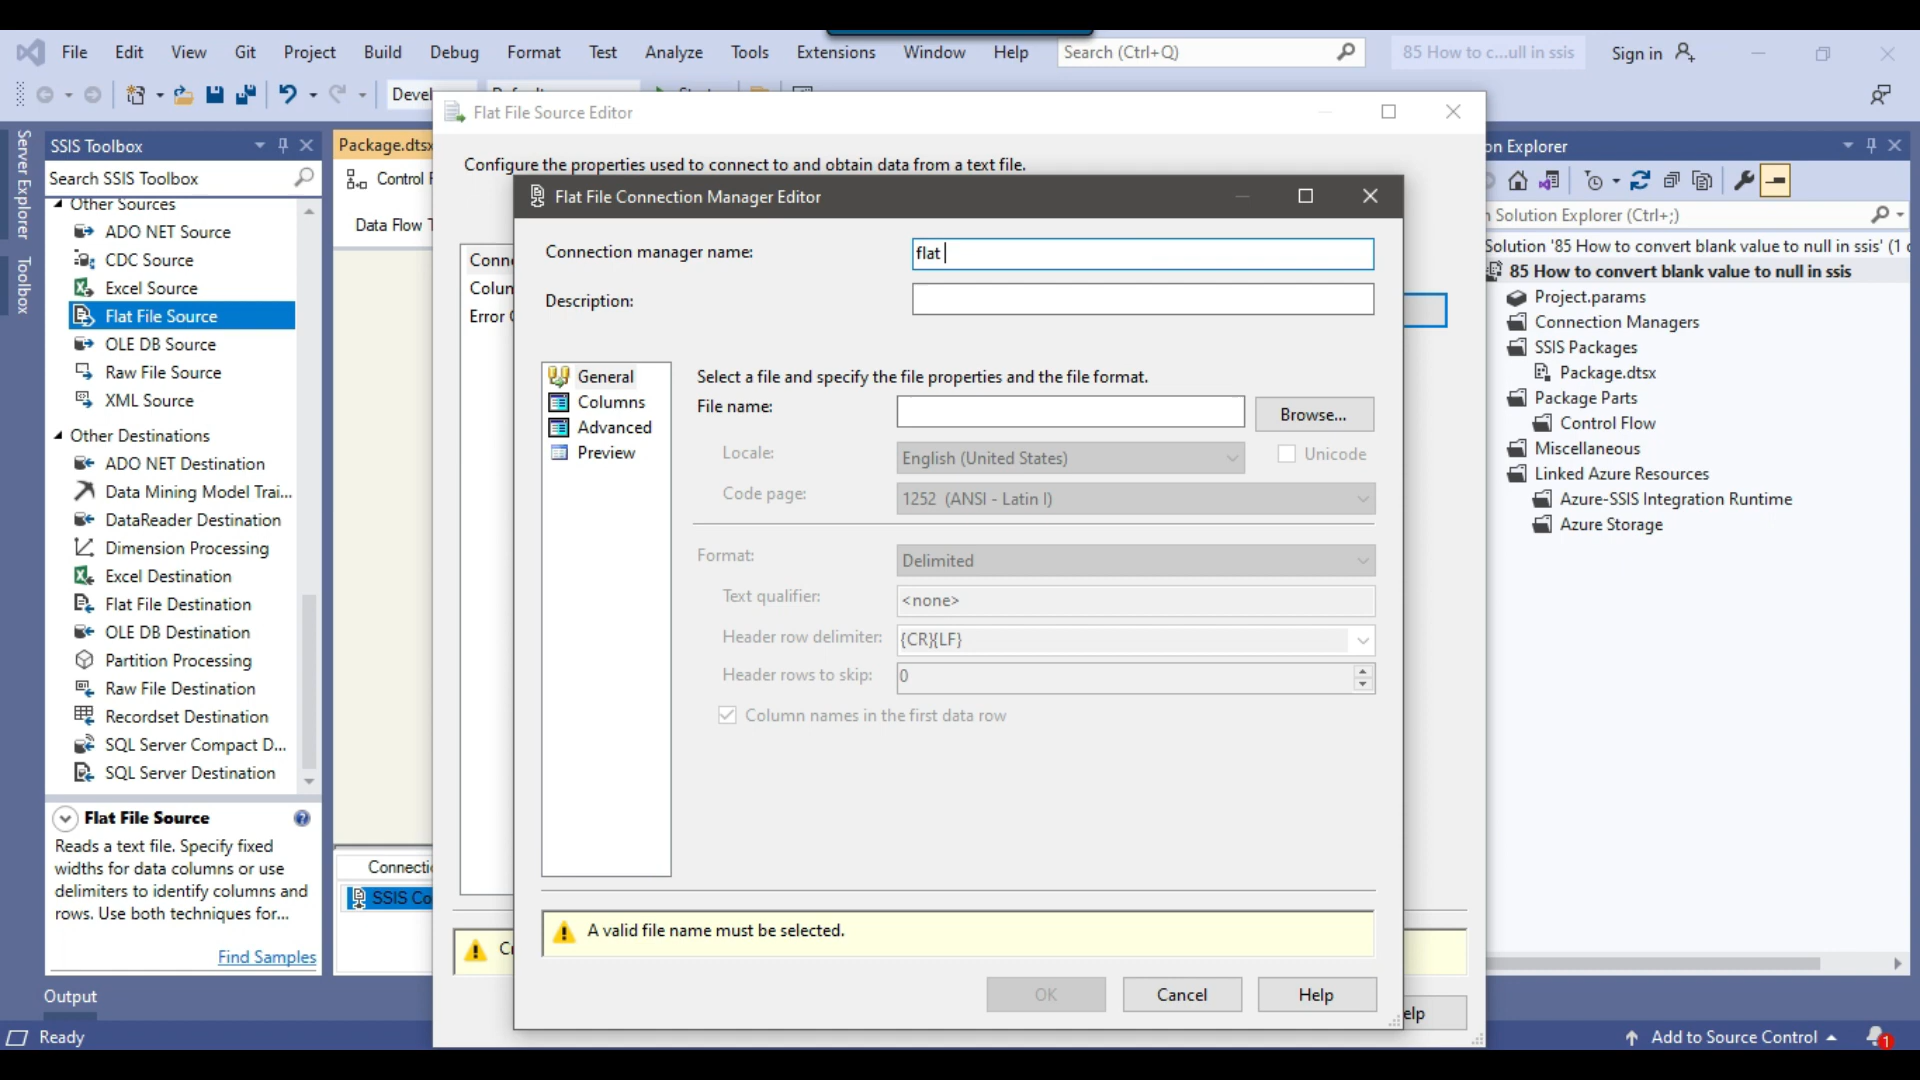 File Edit View Git Project Build Debug Format Test Analyze Tools Extensions Window Help Search (Ctrl+Q) 85 How to c...ull in ssis Sign in
Flat File Source Editor
Server Explorer
Toolbox
SSIS Toolbox
Search SSIS Toolbox
Other Sources
ADO NET Source
CDC Source
Excel Source
Flat File Source
OLE DB Source
Raw File Source
XML Source
Other Destinations
ADO NET Destination
Data Mining Model Trai...
DataReader Destination
Dimension Processing
Excel Destination
Flat File Destination
OLE DB Destination
Partition Processing
Raw File Destination
Recordset Destination
SQL Server Compact D...
SQL Server Destination
Flat File Source
Reads a text file. Specify fixed
widths for data columns or use
delimiters to identify columns and
rows. Use both techniques for...
Find Samples
Output
Ready
Package.dtsx
Control
Data Flow
Configure the properties used to connect to and obtain data from a text file.
Flat File Connection Manager Editor
Connection manager name: flat
Description:
General
Columns
Advanced
Preview
Select a file and specify the file properties and the file format.
File name: Browse...
Locale: English (United States) Unicode
Code page: 1252 (ANSI - Latin I)
Format: Delimited
Text qualifier: <none>
Header row delimiter: {CR}{LF}
Header rows to skip: 0
Column names in the first data row
A valid file name must be selected.
OK Cancel Help
Error
SSIS
Explorer
Solution Explorer (Ctrl+;)
Solution '85 How to convert blank value to null in ssis' (1
85 How to convert blank value to null in ssis
Project.params
Connection Managers
SSIS Packages
Package.dtsx
Package Parts
Control Flow
Miscellaneous
Linked Azure Resources
Azure-SSIS Integration Runtime
Azure Storage
Add to Source Control
1